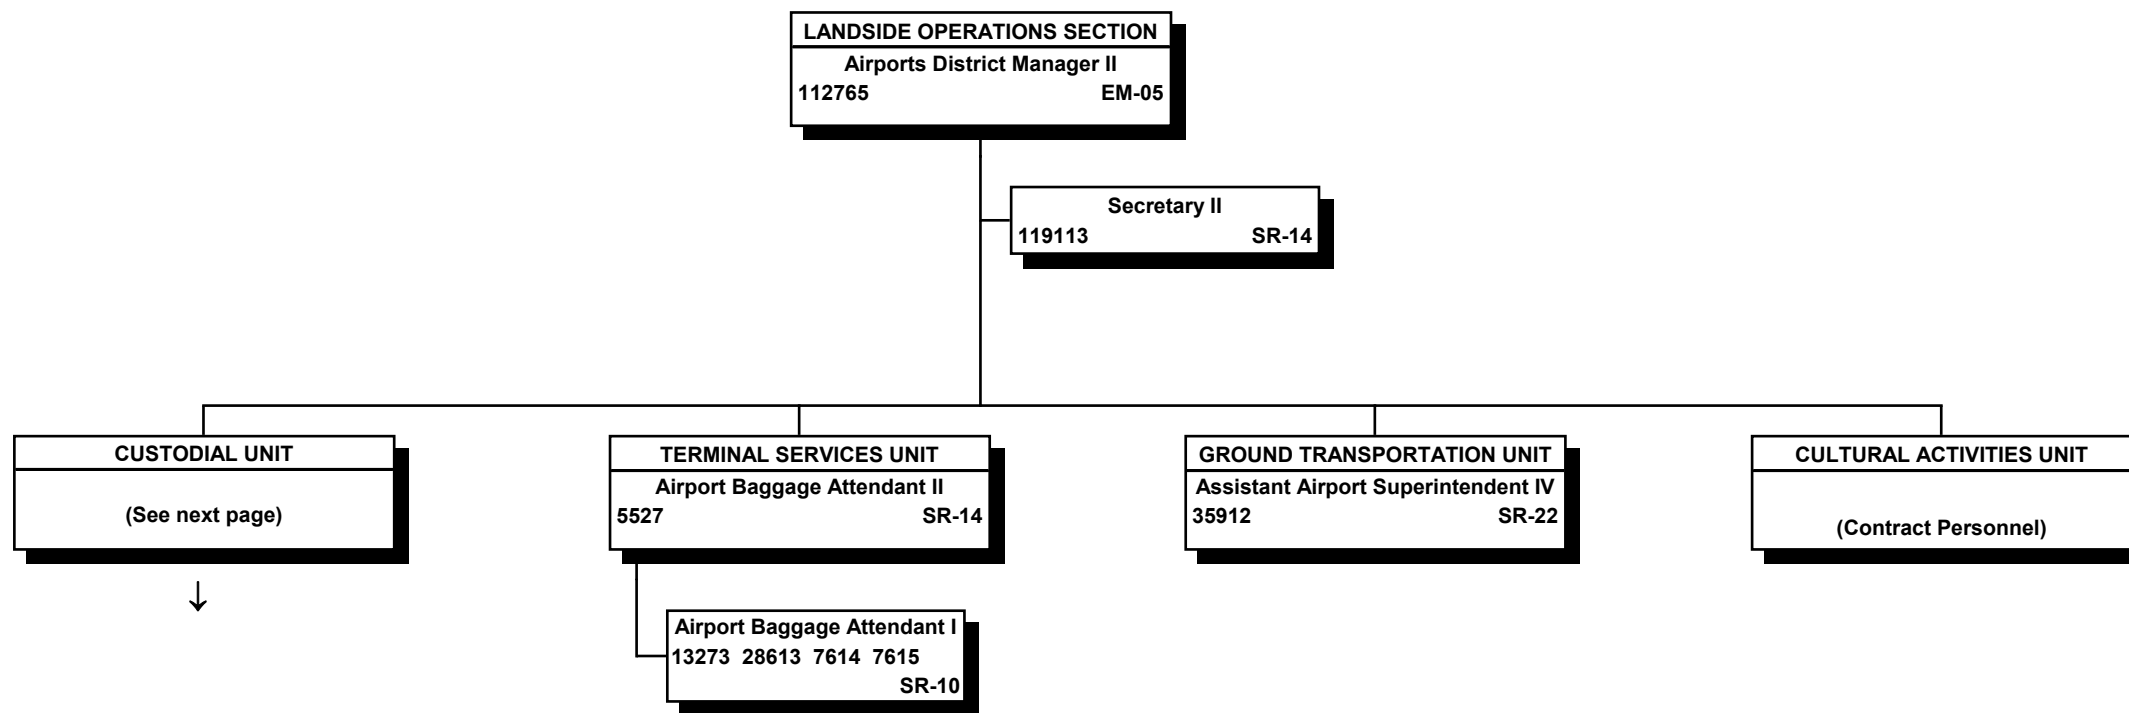 LANDSIDE OPERATIONS SECTION
Airports District Manager II
112765 EM-05
Secretary II
119113 SR-14
CUSTODIAL UNIT
(See next page)
↓
TERMINAL SERVICES UNIT
Airport Baggage Attendant II
5527 SR-14
Airport Baggage Attendant I
13273 28613 7614 7615
SR-10
GROUND TRANSPORTATION UNIT
Assistant Airport Superintendent IV
35912 SR-22
CULTURAL ACTIVITIES UNIT
(Contract Personnel)